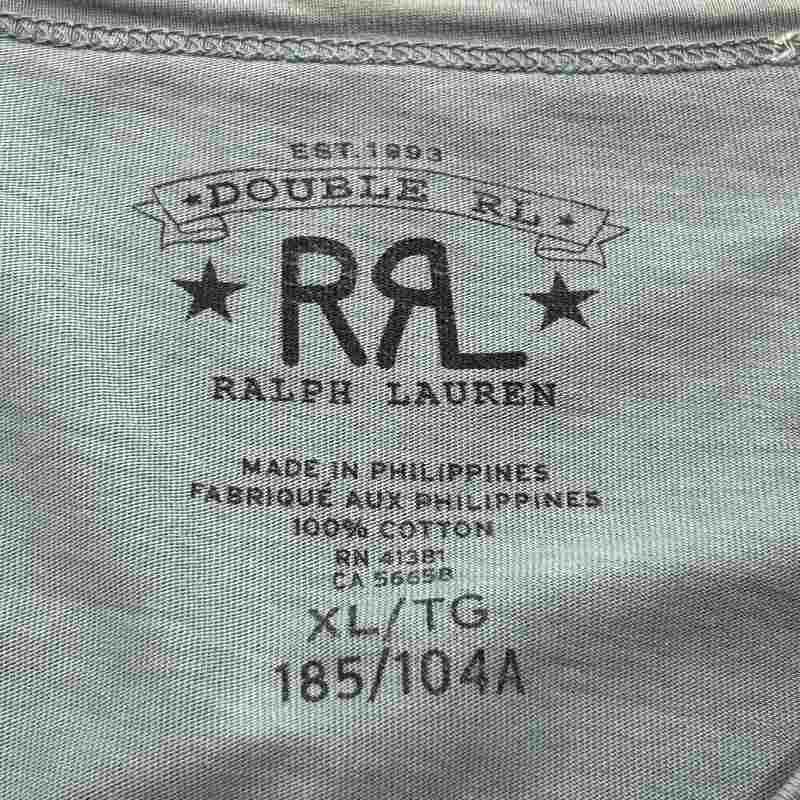 EST.1993
★DOUBLE RL★
RRL
RALPH LAUREN
MADE IN PHILIPPINES
FABRIQUÉ AUX PHILIPPINES
100% COTTON
RN 41381
CA 56658
XL/TG
185/104A